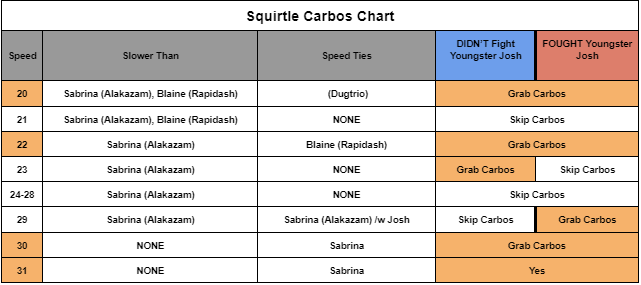 Squirtle Carbos Chart
Speed Slower Than Speed Ties DIDN'T Fight Youngster Josh FOUGHT Youngster Josh
20 Sabrina (Alakazam), Blaine (Rapidash) (Dugtrio) Grab Carbos
21 Sabrina (Alakazam), Blaine (Rapidash) NONE Skip Carbos
22 Sabrina (Alakazam) Blaine (Rapidash) Grab Carbos
23 Sabrina (Alakazam) NONE Grab Carbos Skip Carbos
24-28 Sabrina (Alakazam) NONE Skip Carbos
29 Sabrina (Alakazam) Sabrina (Alakazam) /w Josh Skip Carbos Grab Carbos
30 NONE Sabrina Grab Carbos
31 NONE Sabrina Yes